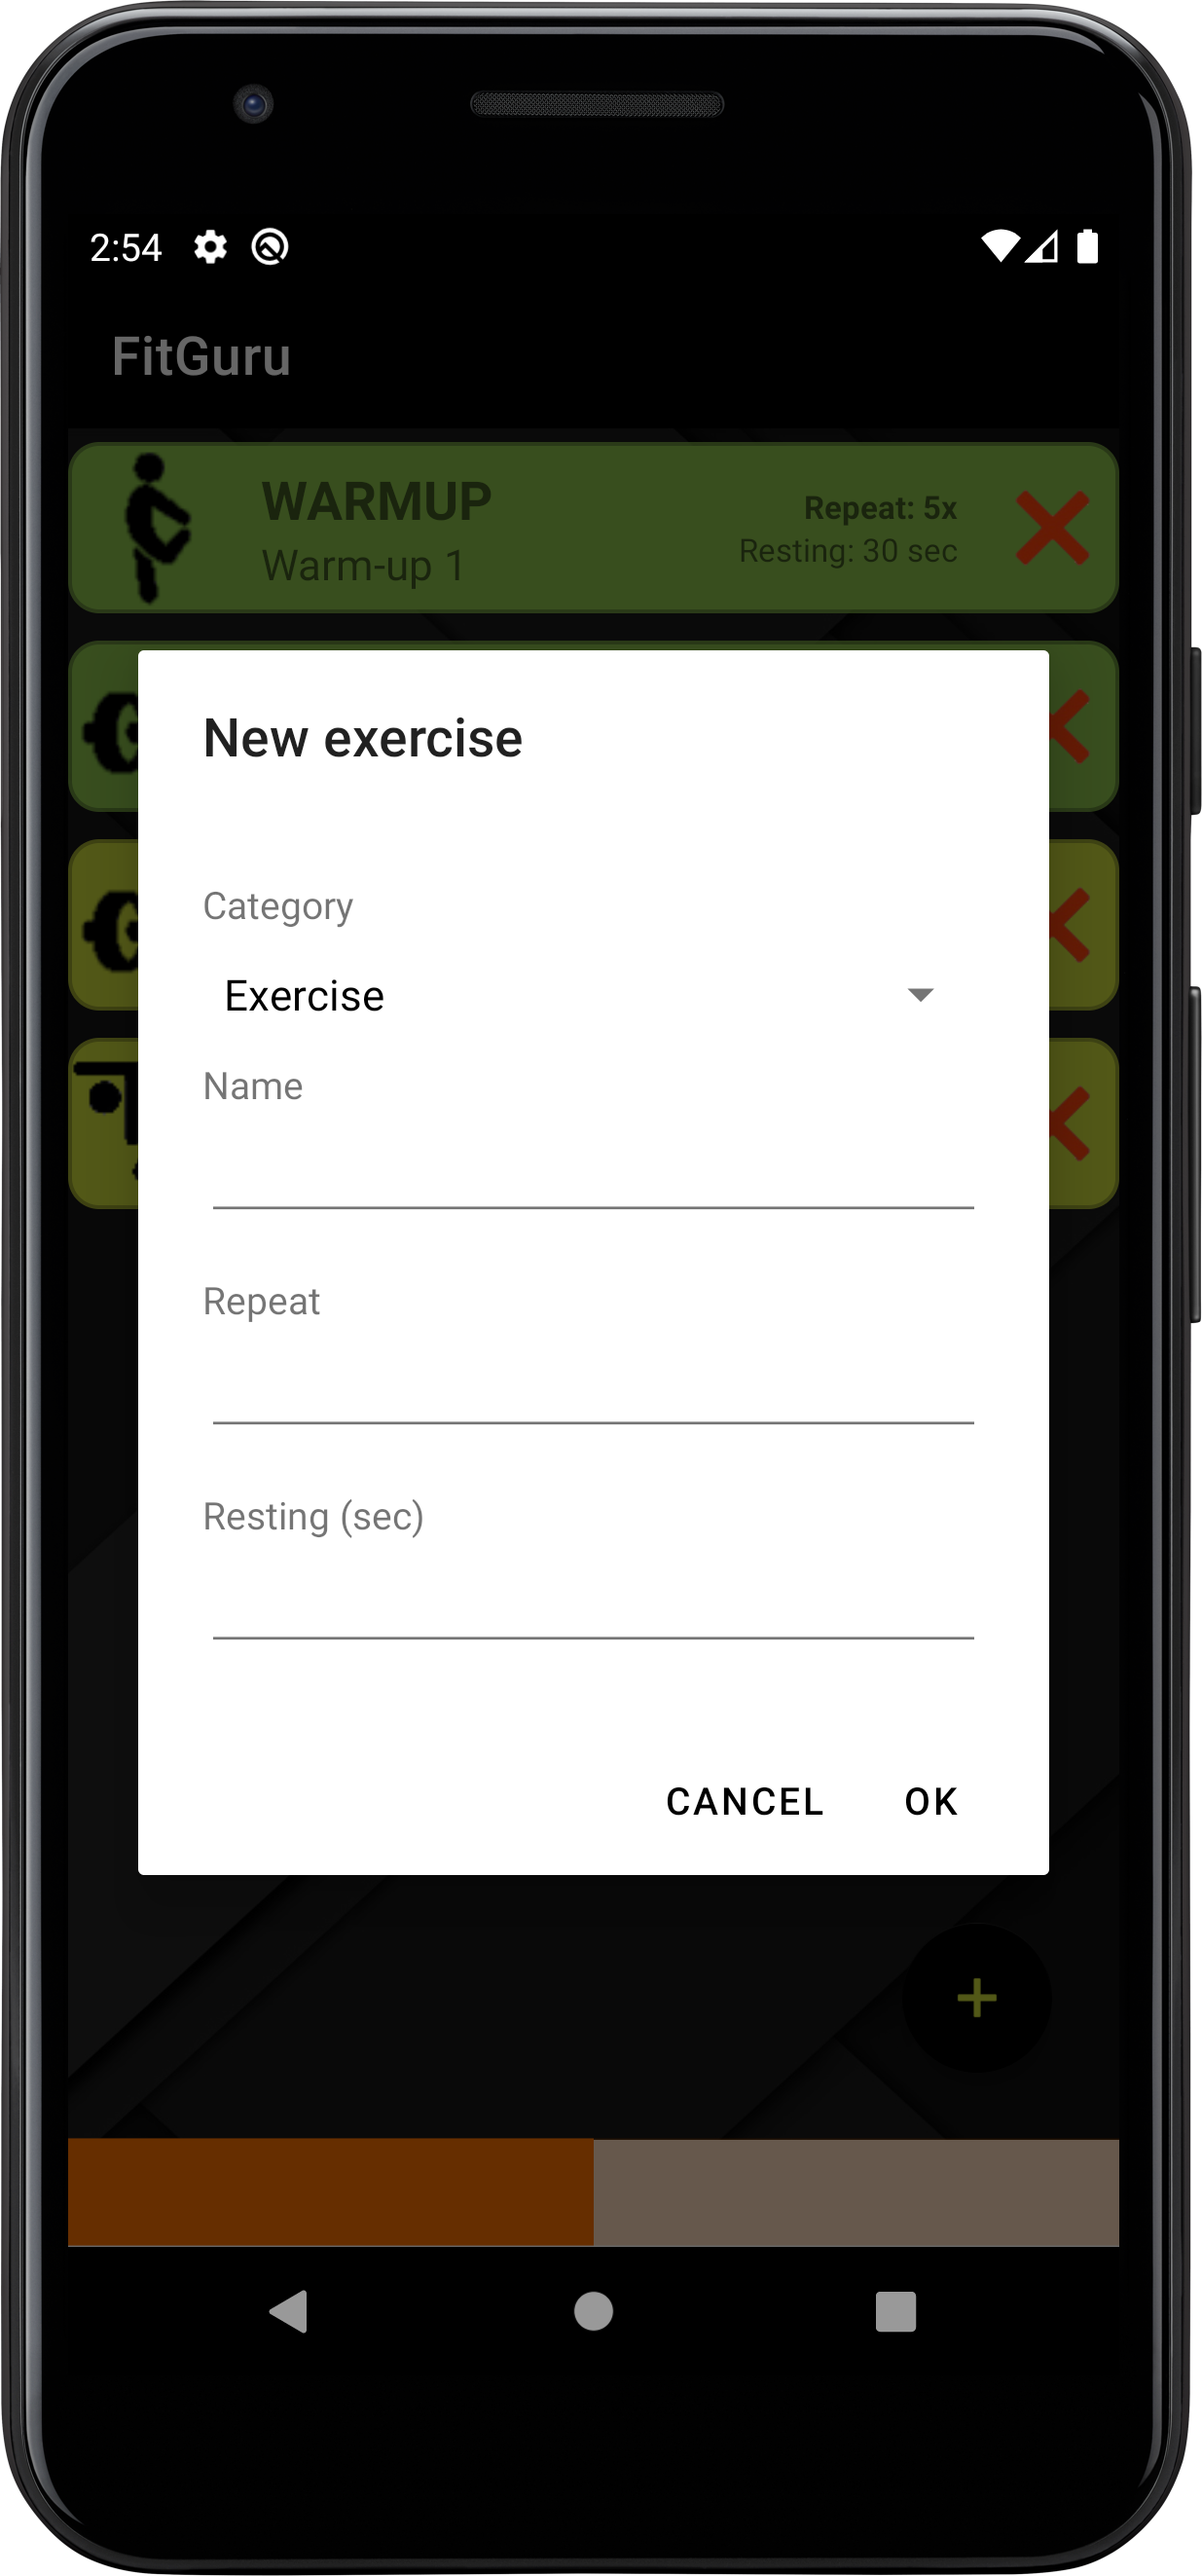 2:54
FitGuru
WARMUP
Repeat: 5x
Warm-up 1
Resting: 30 sec
New exercise
Category
Exercise
Name
Repeat
Resting (sec)
CANCEL OK